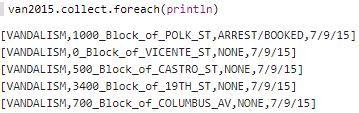 van2015.collect.foreach(println)
[VANDALISM,1000_Block_of_POLK_ST,ARREST/BOOKED,7/9/15]
[VANDALISM,0_Block_of_VICENTE_ST,NONE,7/9/15]
[VANDALISM,500_Block_of_CASTRO_ST,NONE,7/9/15]
[VANDALISM,3400_Block_of_19TH_ST,NONE,7/9/15]
[VANDALISM,700_Block_of_COLUMBUS_AV,NONE,7/9/15]